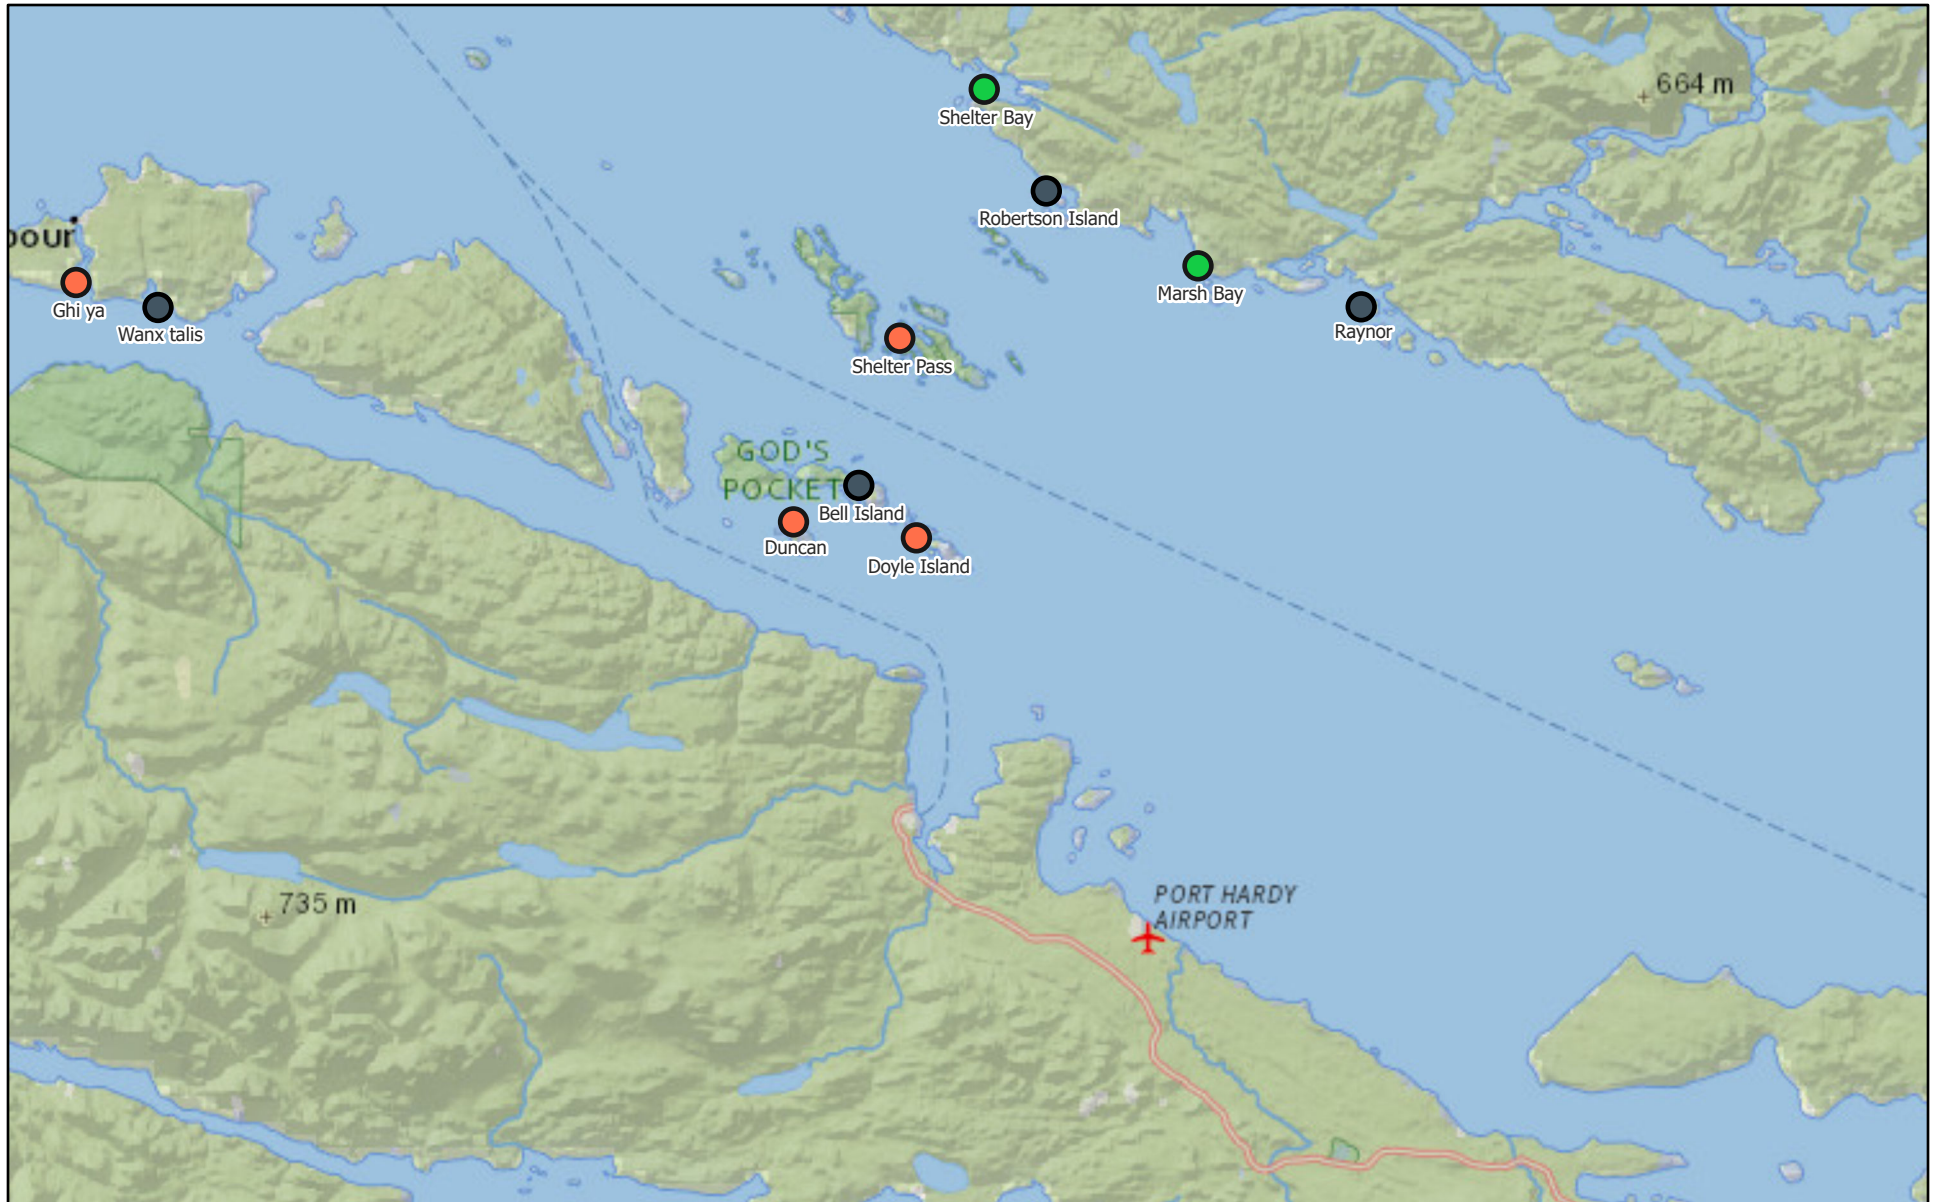 664 m
Shelter Bay
Robertson Island
bour
Marsh Bay
Ghi ya
Wanx talis
Raynor
Shelter Pass
GOD'S
POCKET
Bell Island
Duncan
Doyle Island
PORT HARDY
AIRPORT
735 m